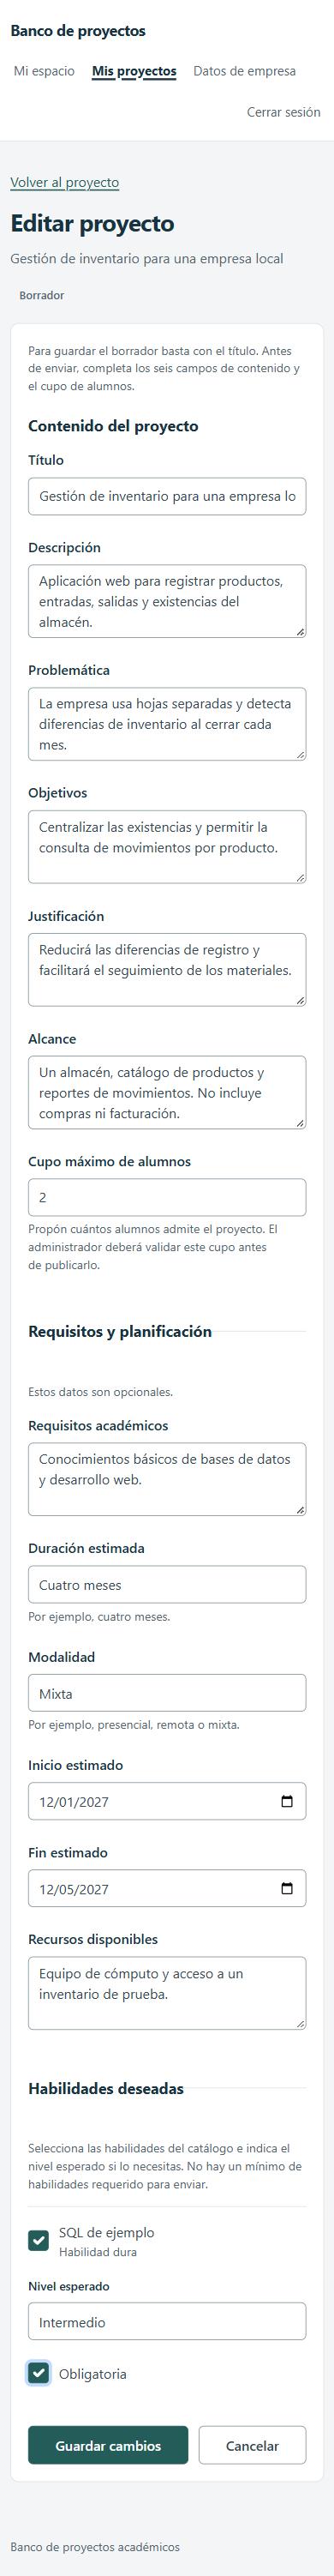 Banco de proyectos
Mi espacio Mis proyectos Datos de empresa
Cerrar sesión
Volver al proyecto
Editar proyecto
Gestión de inventario para una empresa local
Borrador
Para guardar el borrador basta con el título. Antes
de enviar, completa los seis campos de contenido y
el cupo de alumnos.
Contenido del proyecto
Título
Gestión de inventario para una empresa lo
Descripción
Aplicación web para registrar productos,
entradas, salidas y existencias del
almacén.
Problemática
La empresa usa hojas separadas y detecta
diferencias de inventario al cerrar cada
mes.
Objetivos
Centralizar las existencias y permitir la
consulta de movimientos por producto.
Justificación
Reducirá las diferencias de registro y
facilitará el seguimiento de los materiales.
Alcance
Un almacén, catálogo de productos y
reportes de movimientos. No incluye
compras ni facturación.
Cupo máximo de alumnos
2
Propón cuántos alumnos admite el proyecto. El
administrador deberá validar este cupo antes
de publicarlo.
Requisitos y planificación
Estos datos son opcionales.
Requisitos académicos
Conocimientos básicos de bases de datos
y desarrollo web.
Duración estimada
Cuatro meses
Por ejemplo, cuatro meses.
Modalidad
Mixta
Por ejemplo, presencial, remota o mixta.
Inicio estimado
12/01/2027
Fin estimado
12/05/2027
Recursos disponibles
Equipo de cómputo y acceso a un
inventario de prueba.
Habilidades deseadas
Selecciona las habilidades del catálogo e indica el
nivel esperado si lo necesitas. No hay un mínimo de
habilidades requerido para enviar.
SQL de ejemplo
Habilidad dura
Nivel esperado
Intermedio
Obligatoria
Guardar cambios Cancelar
Banco de proyectos académicos